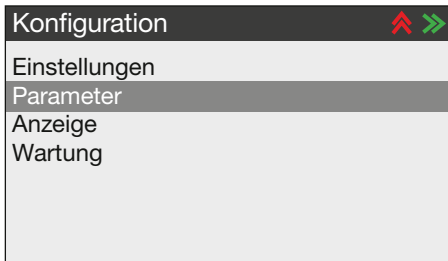 Konfiguration
Einstellungen
Parameter
Anzeige
Wartung